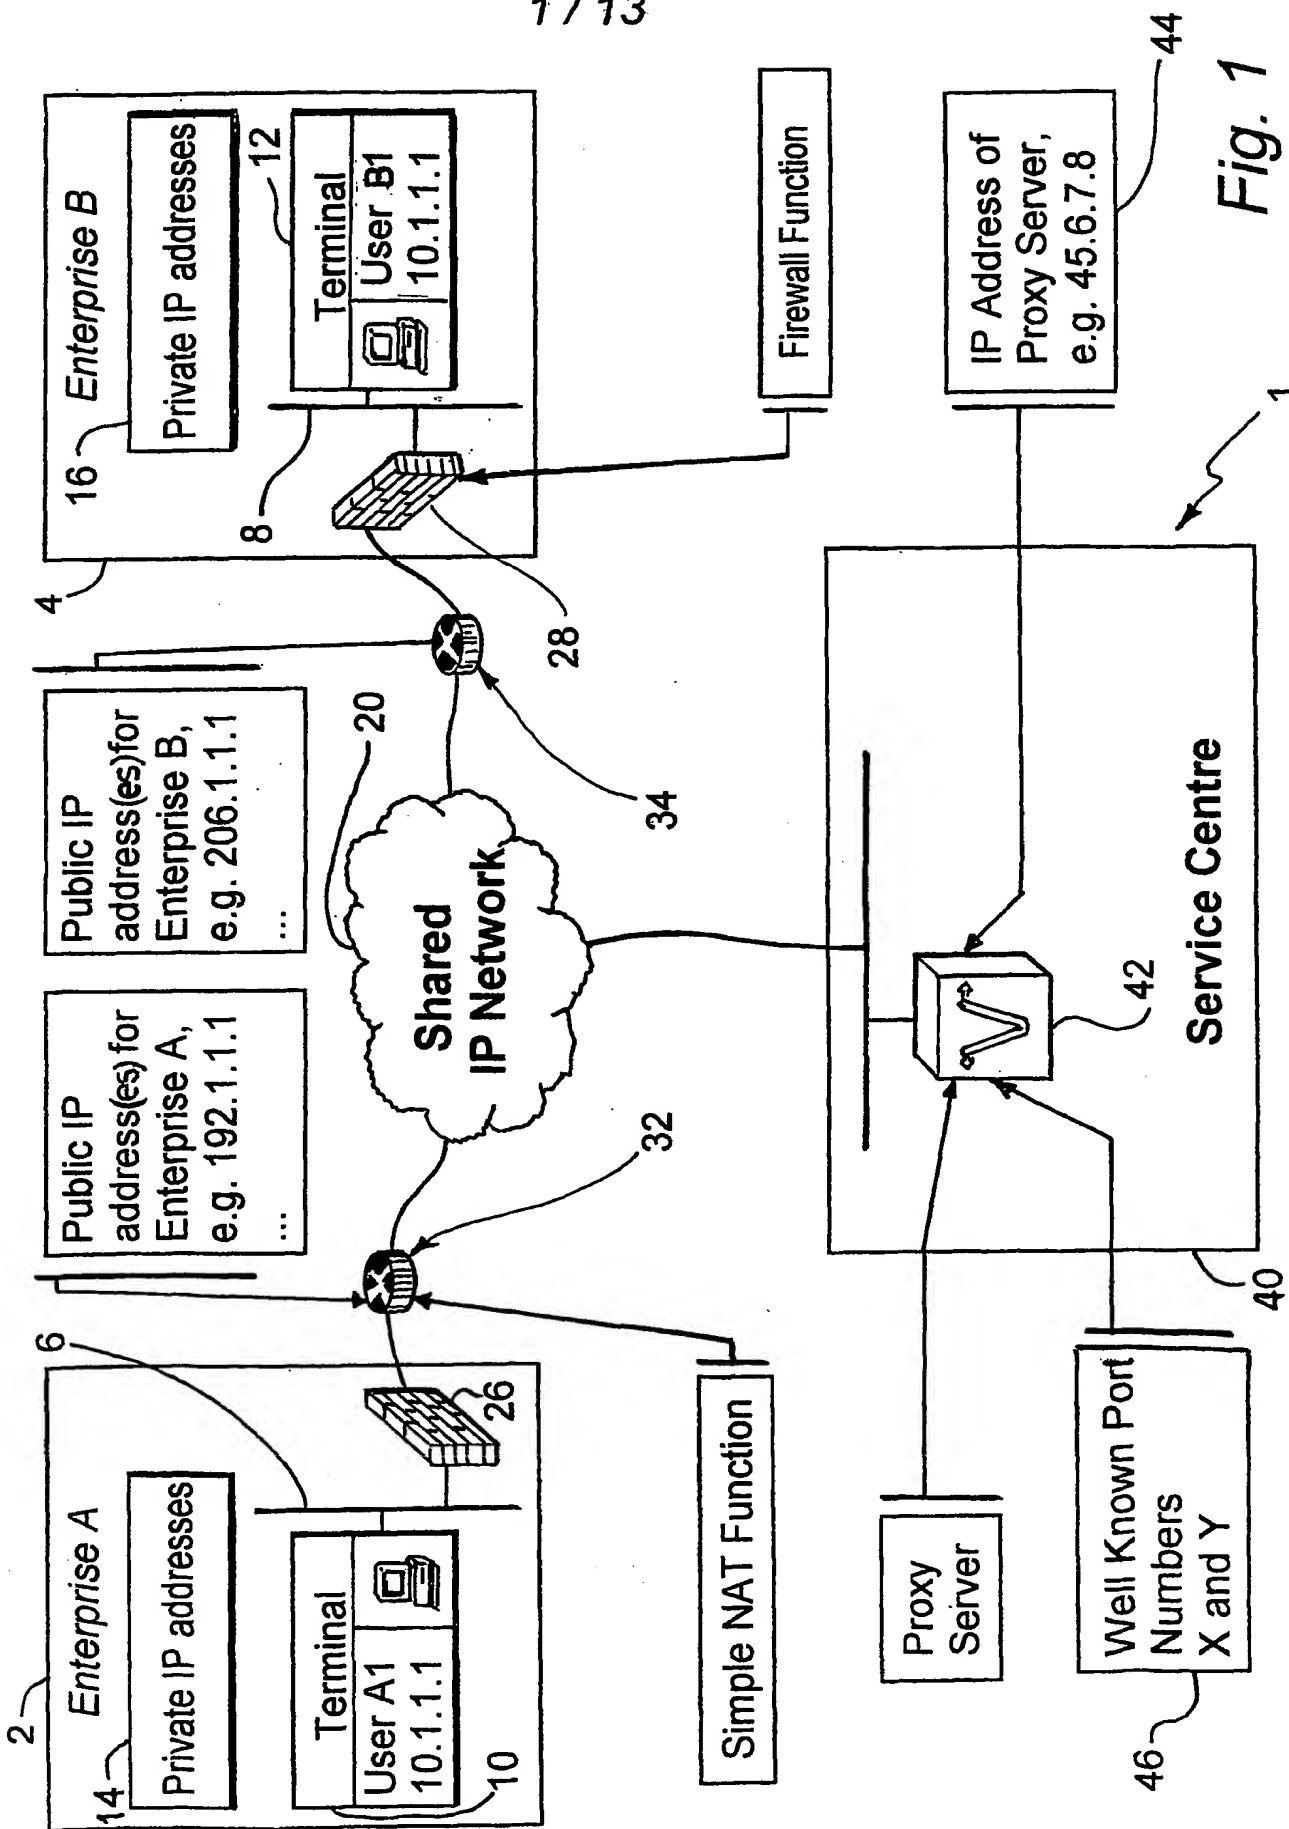 1 / 13
2
Enterprise A
14
Private IP addresses
Terminal
User A1
10.1.1.1
10
6
26
Public IP
address(es) for
Enterprise A,
e.g. 192.1.1.1
...
Public IP
address(es) for
Enterprise B,
e.g. 206.1.1.1
...
4
16
Enterprise B
Private IP addresses
12
Terminal
User B1
10.1.1.1
8
28
32
Shared
IP Network
20
34
Simple NAT Function
Firewall Function
Proxy
Server
Well Known Port
Numbers
X and Y
46
40
42
Service Centre
1
IP Address of
Proxy Server,
e.g. 45.6.7.8
44
Fig. 1